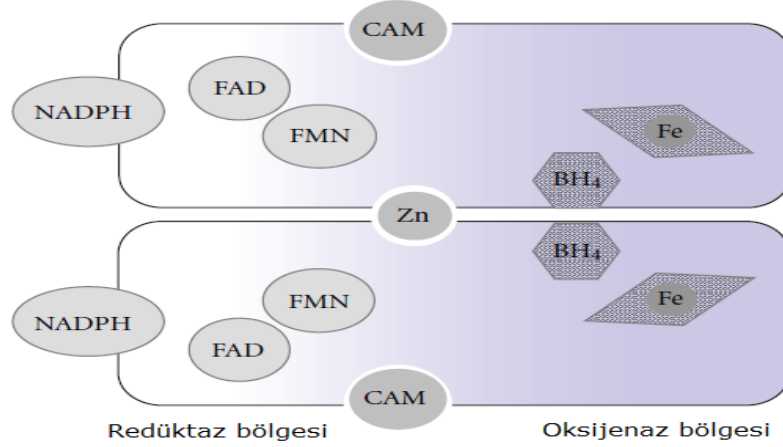 CAM
FAD
NADPH
FMN
Fe
BH₄
Zn
BH₄
FMN
Fe
NADPH
FAD
CAM
Redüktaz bölgesi
Oksijenaz bölgesi